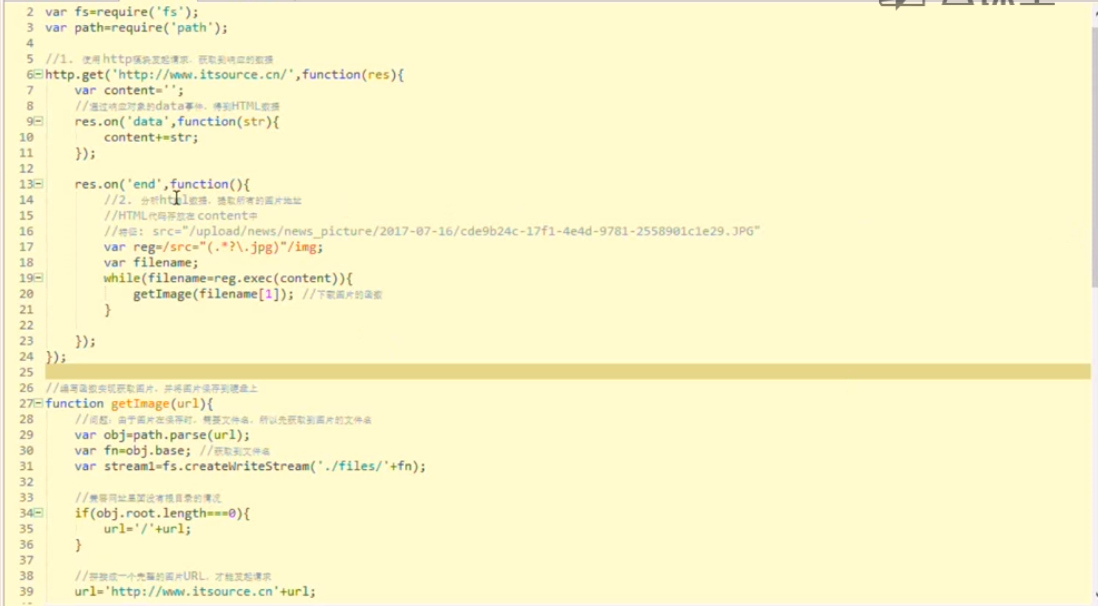 2 var fs=require('fs');
3 var path=require('path');
4
5 //1. 使用http模块发起请求，获取到响应的数据
6 http.get('http://www.itsource.cn/',function(res){
7 var content='';
8 //通过响应对象的data事件，得到HTML数据
9 res.on('data',function(str){
10 content+=str;
11 });
12
13 res.on('end',function(){
14 //2. 分析html数据，提取所有的图片地址
15 //HTML代码存放在content中
16 //特征: src="/upload/news/news_picture/2017-07-16/cde9b24c-17f1-4e4d-9781-2558901c1e29.JPG"
17 var reg=/src="(.*?\.jpg)"/img;
18 var filename;
19 while(filename=reg.exec(content)){
20 getImage(filename[1]); //下载图片的函数
21 }
22
23 });
24 });
25
26 //编写函数实现获取图片，并将图片保存到硬盘上
27 function getImage(url){
28 //问题: 由于图片在保存时，需要文件名，所以先获取到图片的文件名
29 var obj=path.parse(url);
30 var fn=obj.base; //获取到文件名
31 var stream1=fs.createWriteStream('./files/'+fn);
32
33 //兼容网址里面没有根目录的情况
34 if(obj.root.length===0){
35 url='/'+url;
36 }
37
38 //拼接成一个完整的图片URL，才能发起请求
39 url='http://www.itsource.cn'+url;